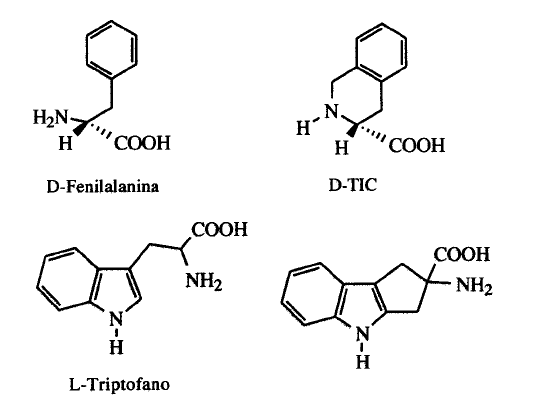 H₂N
H
COOH
D-Fenilalanina
N
H
H
COOH
D-TIC
COOH
NH₂
N
H
L-Triptofano
COOH
NH₂
N
H